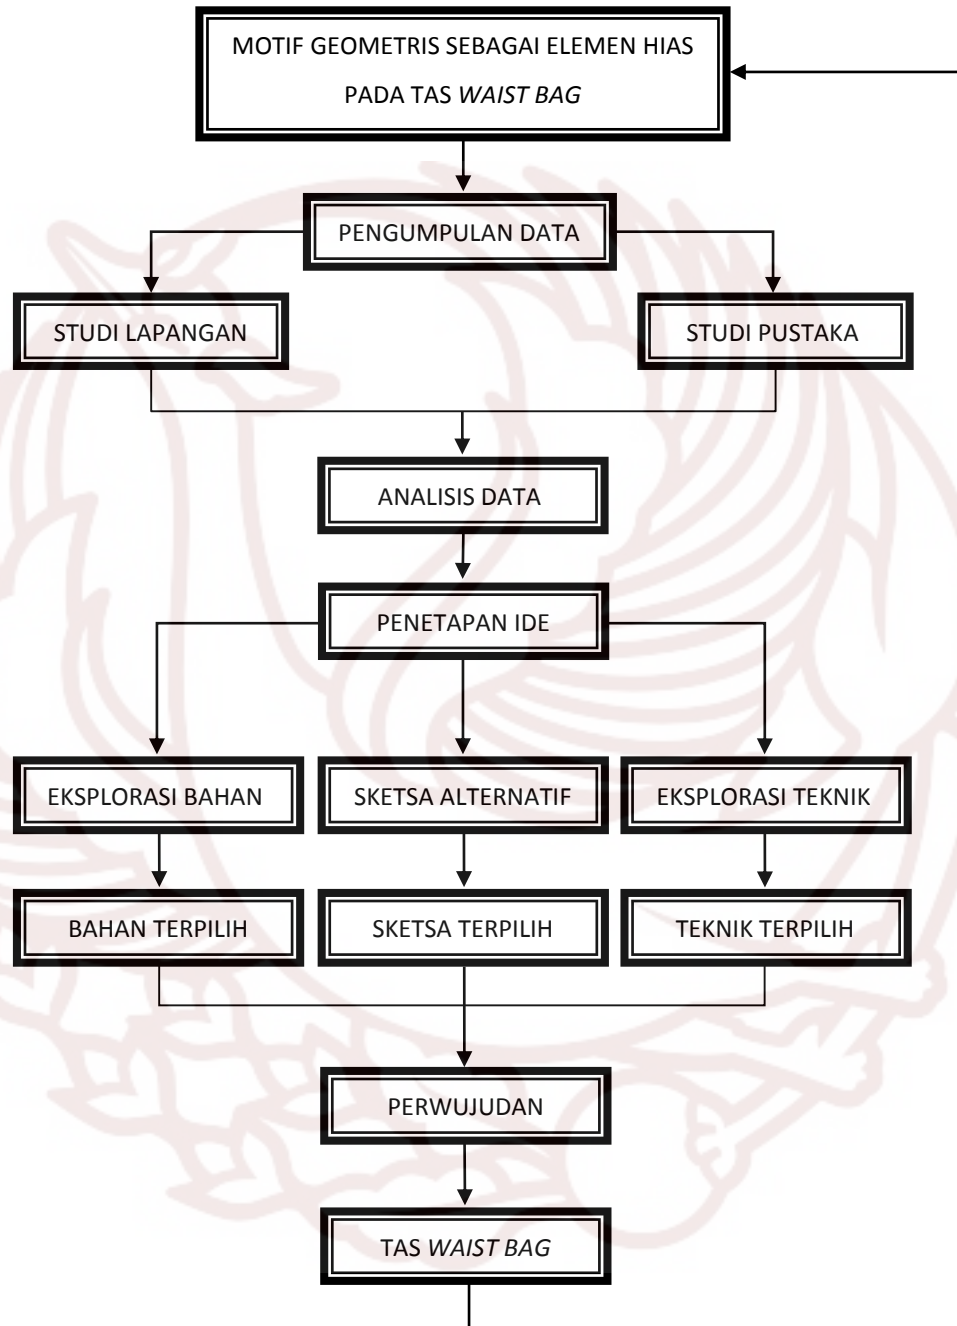 MOTIF GEOMETRIS SEBAGAI ELEMEN HIAS
PADA TAS WAIST BAG
PENGUMPULAN DATA
STUDI LAPANGAN
STUDI PUSTAKA
ANALISIS DATA
PENETAPAN IDE
EKSPLORASI BAHAN
SKETSA ALTERNATIF
EKSPLORASI TEKNIK
BAHAN TERPILIH
SKETSA TERPILIH
TEKNIK TERPILIH
PERWUJUDAN
TAS WAIST BAG